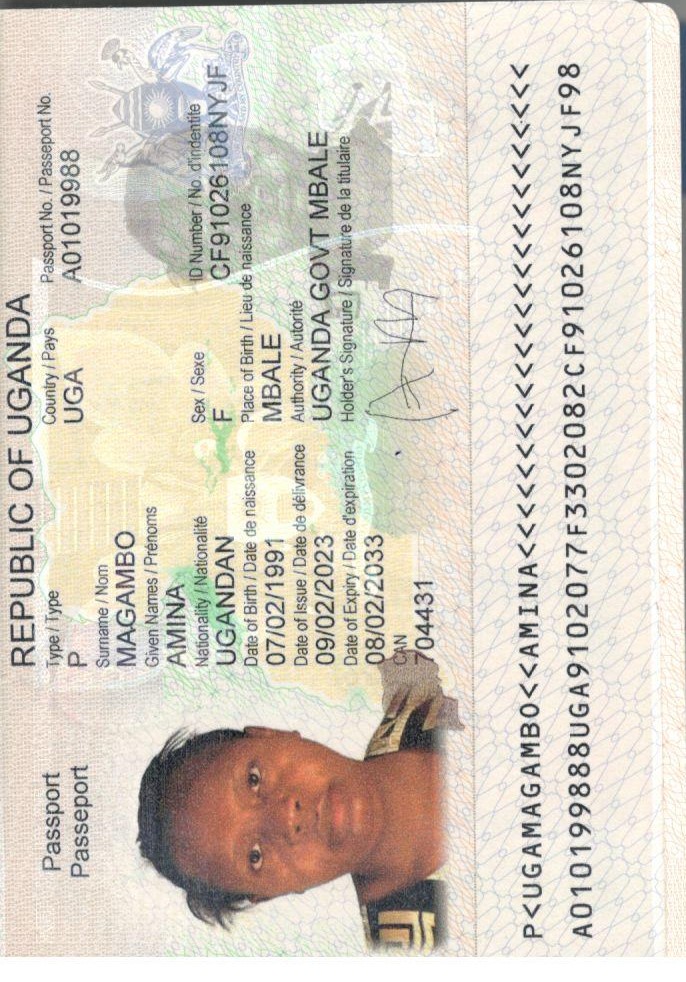 REPUBLIC OF UGANDA
Passport
Passeport
Type / Type
Country / Pays
Passport No. / Passeport No.
P
UGA
A01019988
Surname / Nom
MAGAMBO
Given Names / Prénoms
AMINA
Nationality / Nationalité
Sex / Sexe
ID Number / No. d'indentite
UGANDAN
F
CF91026108NYJF
Date of Birth / Date de naissance
Place of Birth / Lieu de naissance
07/02/1991
MBALE
Date of Issue / Date de délivrance
Authority / Autorité
09/02/2023
UGANDA GOVT MBALE
Date of Expiry / Date d'expiration
Holder's Signature / Signature de la titulaire
08/02/2033
CAN
704431
P<UGAMAGAMBO<<AMINA<<<<<<<<<<<<<<<<<<<<<<<<<
A010199888UGA9102077F3302082CF91026108NYJF98